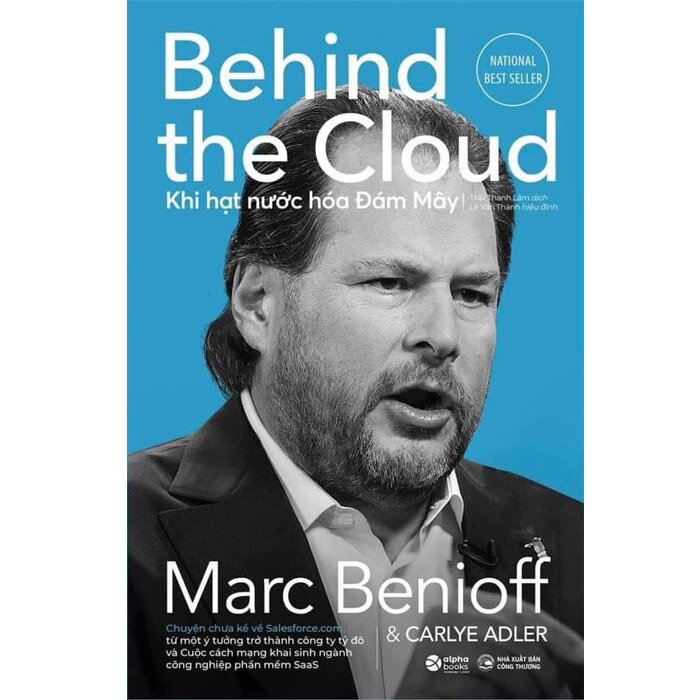 Behind
the Cloud
NATIONAL
BEST SELLER
Khi hạt nước hóa Đám Mây
Thái Thanh Lâm dịch
Lê Văn Thành hiệu đính
Marc Benioff
& CARLYE ADLER
Chuyện chưa kể về Salesforce.com:
từ một ý tưởng trở thành công ty tỷ đô
và Cuộc cách mạng khai sinh ngành
công nghiệp phần mềm SaaS
alpha
books
NHÀ XUẤT BẢN
CÔNG THƯƠNG